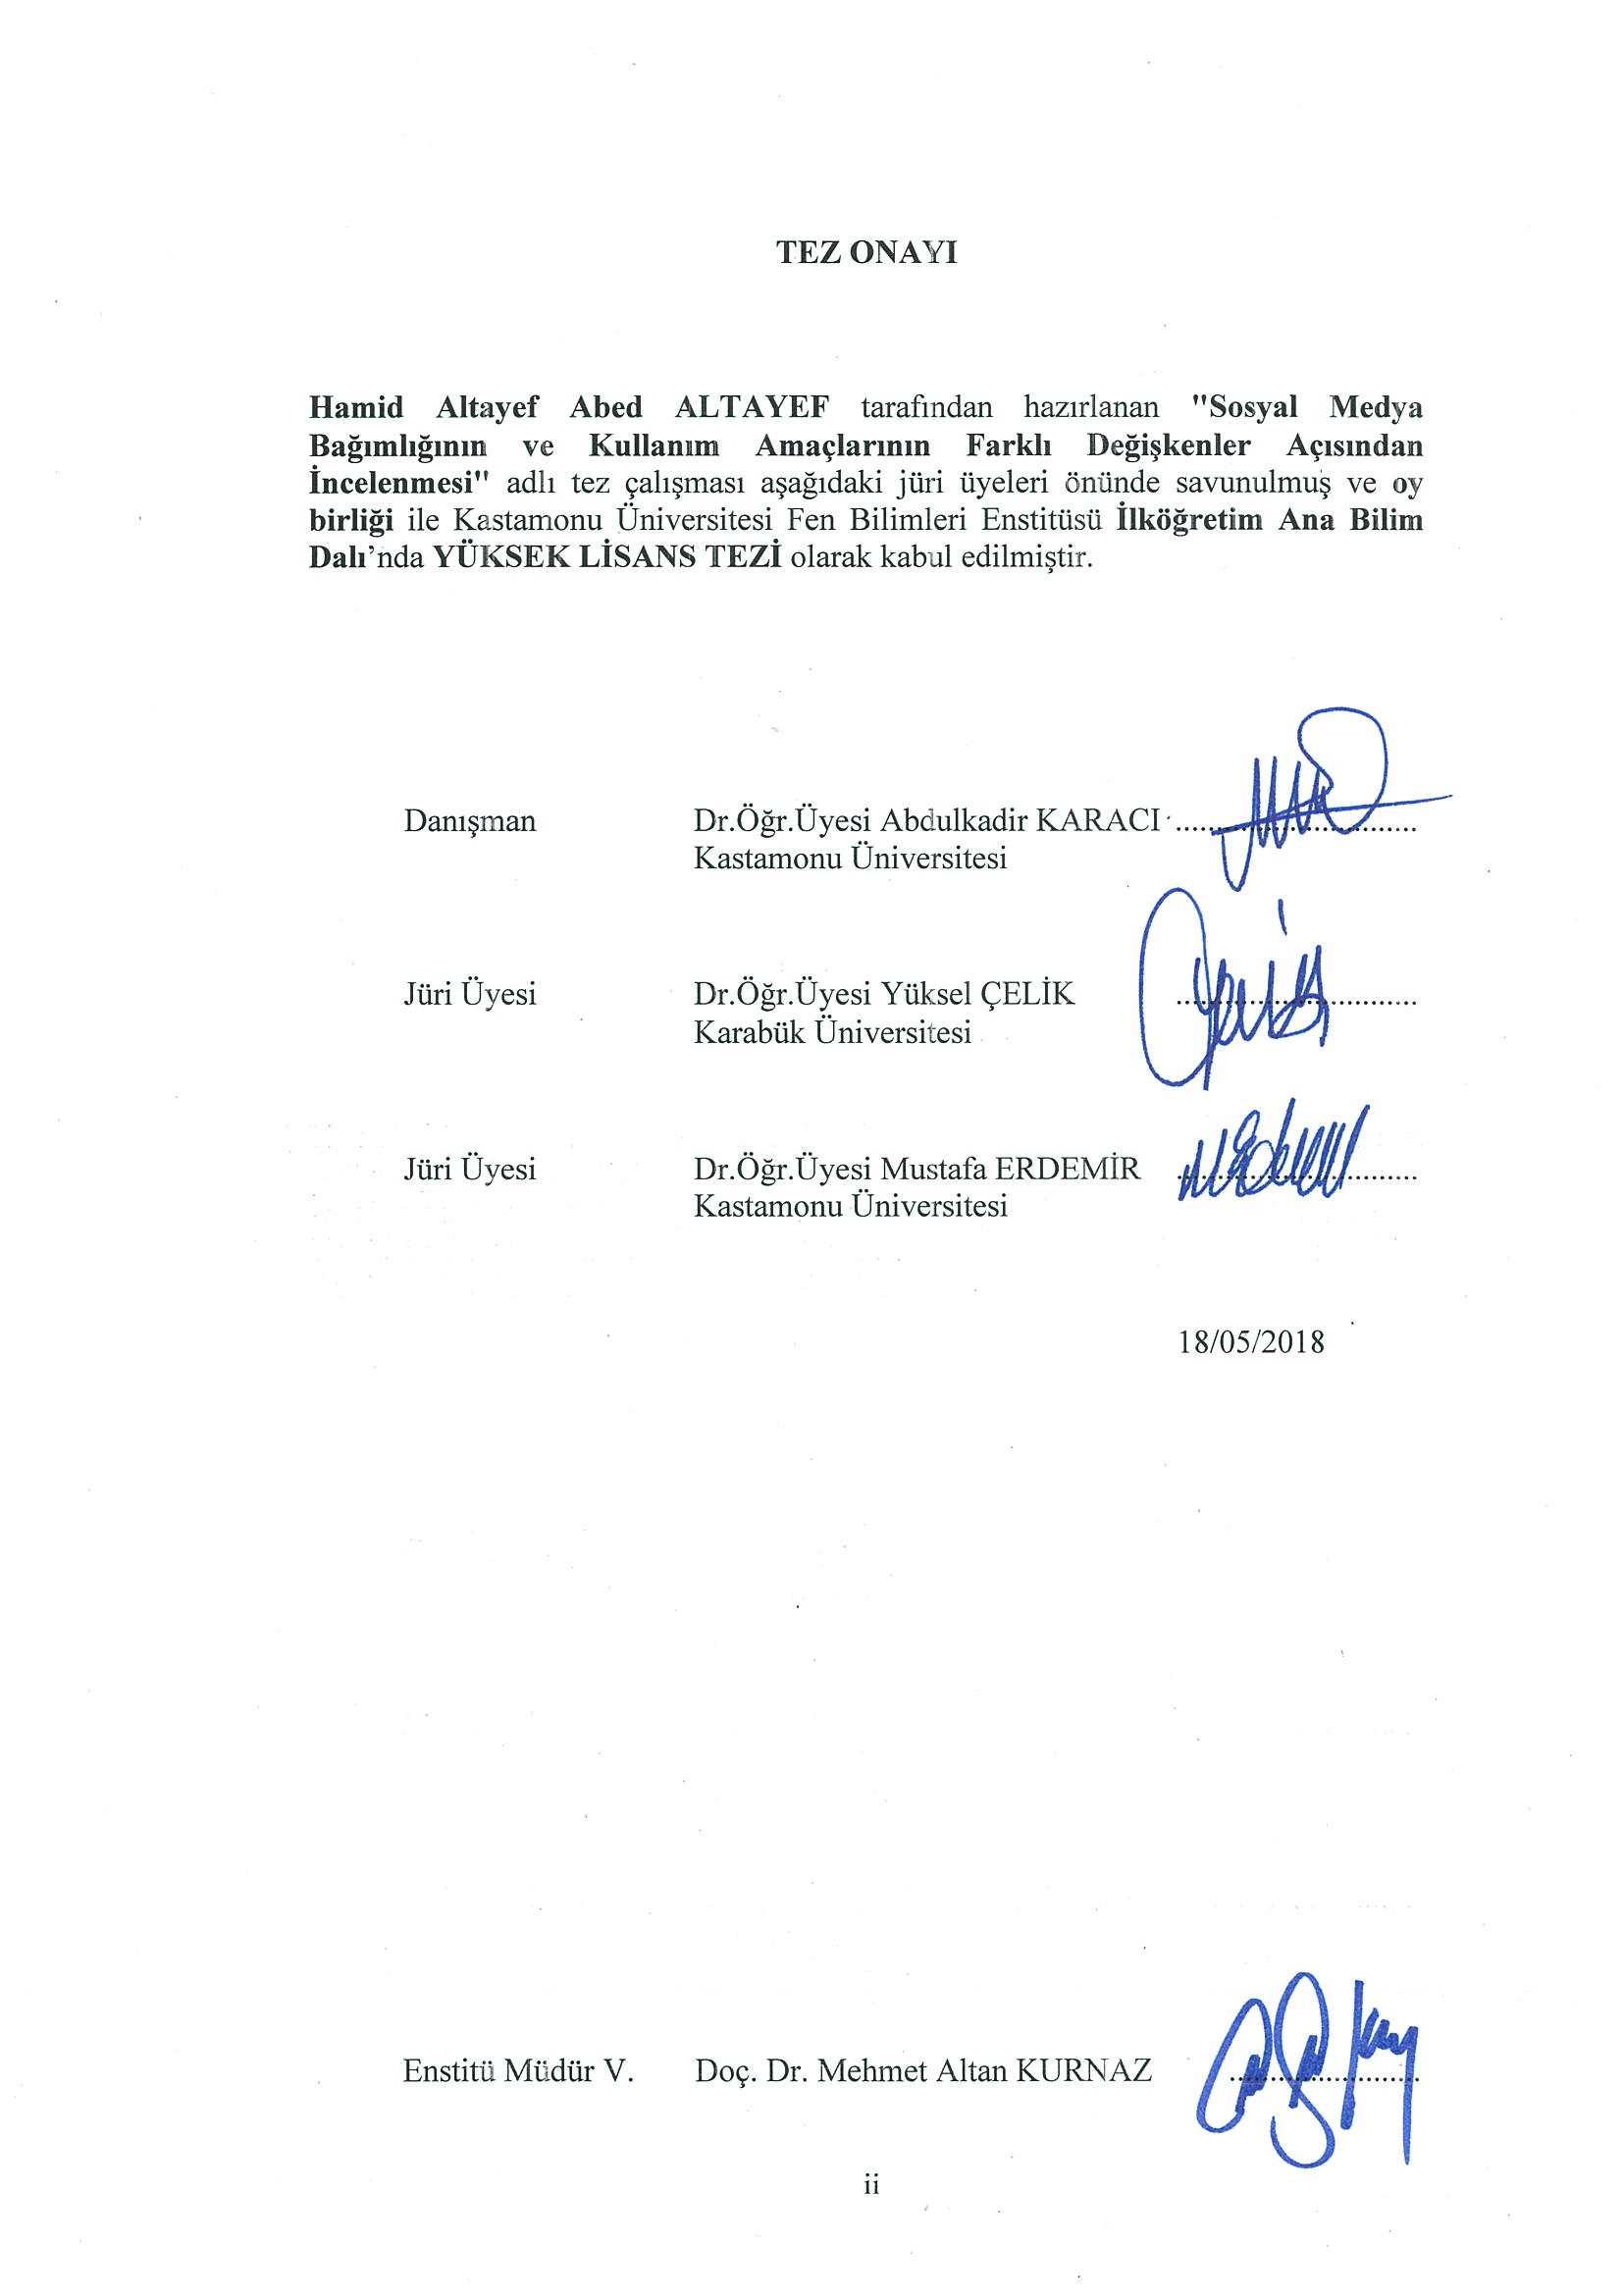 TEZ ONAYI
Hamid Altayef Abed ALTAYEF tarafından hazırlanan "Sosyal Medya
Bağımlığının ve Kullanım Amaçlarının Farklı Değişkenler Açısından
İncelenmesi" adlı tez çalışması aşağıdaki jüri üyeleri önünde savunulmuş ve oy
birliği ile Kastamonu Üniversitesi Fen Bilimleri Enstitüsü İlköğretim Ana Bilim
Dalı'nda YÜKSEK LİSANS TEZİ olarak kabul edilmiştir.
Danışman Dr.Öğr.Üyesi Abdulkadir KARACI ..............................
Kastamonu Üniversitesi
Jüri Üyesi Dr.Öğr.Üyesi Yüksel ÇELİK ..............................
Karabük Üniversitesi
Jüri Üyesi Dr.Öğr.Üyesi Mustafa ERDEMİR ..............................
Kastamonu Üniversitesi
18/05/2018
Enstitü Müdür V. Doç. Dr. Mehmet Altan KURNAZ ........................
ii